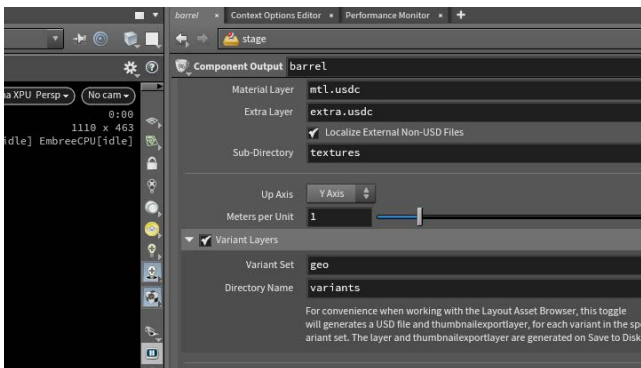 barrel × Context Options Editor × Performance Monitor × +
stage
Component Output barrel
Material Layer mtl.usdc
Extra Layer extra.usdc
Localize External Non-USD Files
Sub-Directory textures
Up Axis Y Axis
Meters per Unit 1
Variant Layers
Variant Set geo
Directory Name variants
For convenience when working with the Layout Asset Browser, this toggle
will generates a USD file and thumbnailexportlayer, for each variant in the sp
ariant set. The layer and thumbnailexportlayer are generated on Save to Disk
XPU Persp No cam
0:00
1110 x 463
[idle] EmbreeCPU[idle]